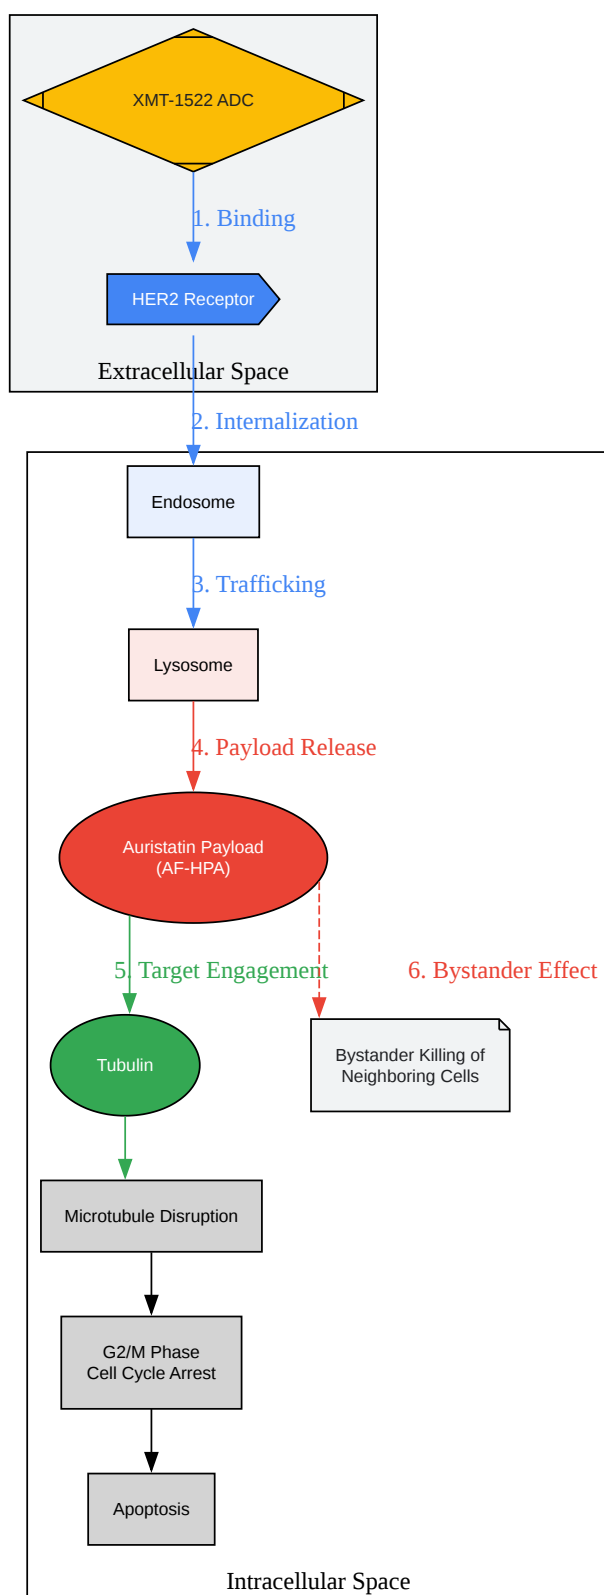 XMT-1522 ADC
1. Binding
HER2 Receptor
Extracellular Space
2. Internalization
Endosome
3. Trafficking
Lysosome
4. Payload Release
Auristatin Payload
(AF-HPA)
5. Target Engagement
6. Bystander Effect
Tubulin
Bystander Killing of
Neighboring Cells
Microtubule Disruption
G2/M Phase
Cell Cycle Arrest
Apoptosis
Intracellular Space